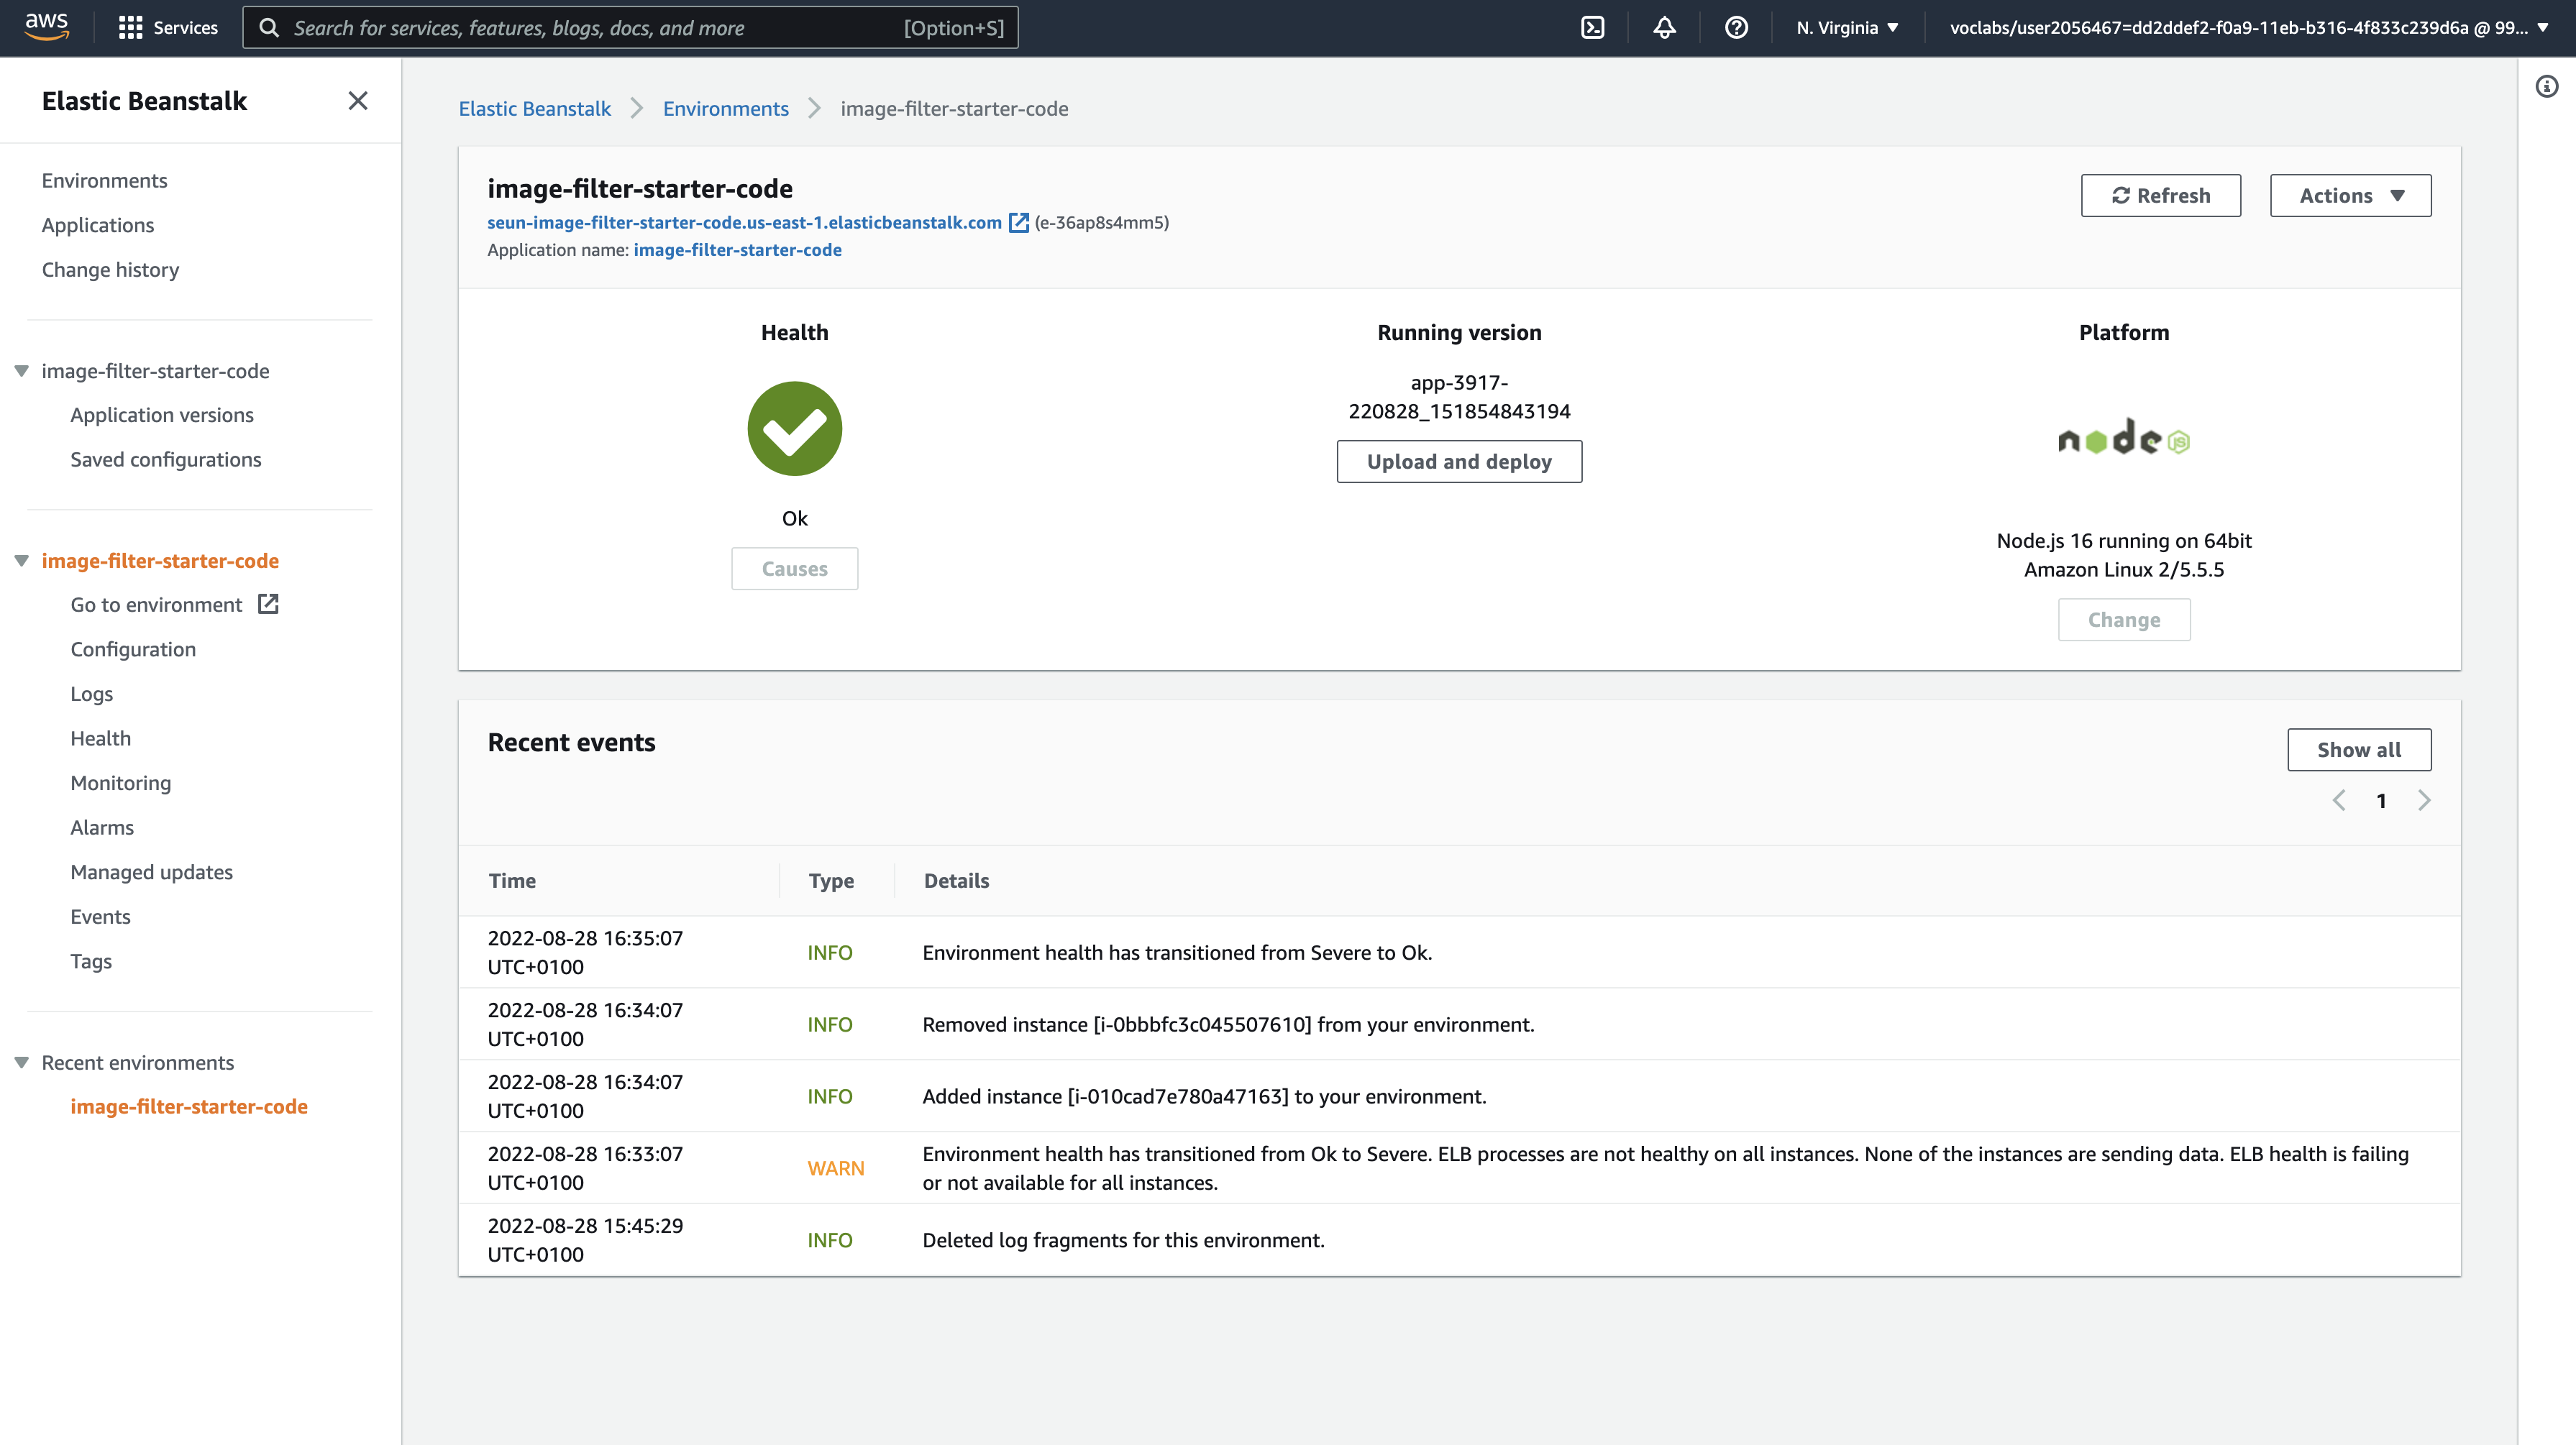 aws
Services
Search for services, features, blogs, docs, and more
[Option+S]
N. Virginia
voclabs/user2056467=dd2ddef2-f0a9-11eb-b316-4f833c239d6a @ 99...
Elastic Beanstalk
Environments
Applications
Change history
image-filter-starter-code
Application versions
Saved configurations
image-filter-starter-code
Go to environment
Configuration
Logs
Health
Monitoring
Alarms
Managed updates
Events
Tags
Recent environments
image-filter-starter-code
Elastic Beanstalk
Environments
image-filter-starter-code
image-filter-starter-code
seun-image-filter-starter-code.us-east-1.elasticbeanstalk.com (e-36ap8s4mm5)
Application name: image-filter-starter-code
Refresh
Actions
Health
Ok
Causes
Running version
app-3917-
220828_151854843194
Upload and deploy
Platform
node JS
Node.js 16 running on 64bit
Amazon Linux 2/5.5.5
Change
Recent events
Show all
1
Time Type Details
2022-08-28 16:35:07
UTC+0100
INFO
Environment health has transitioned from Severe to Ok.
2022-08-28 16:34:07
UTC+0100
INFO
Removed instance [i-0bbbfc3c045507610] from your environment.
2022-08-28 16:34:07
UTC+0100
INFO
Added instance [i-010cad7e780a47163] to your environment.
2022-08-28 16:33:07
UTC+0100
WARN
Environment health has transitioned from Ok to Severe. ELB processes are not healthy on all instances. None of the instances are sending data. ELB health is failing
or not available for all instances.
2022-08-28 15:45:29
UTC+0100
INFO
Deleted log fragments for this environment.